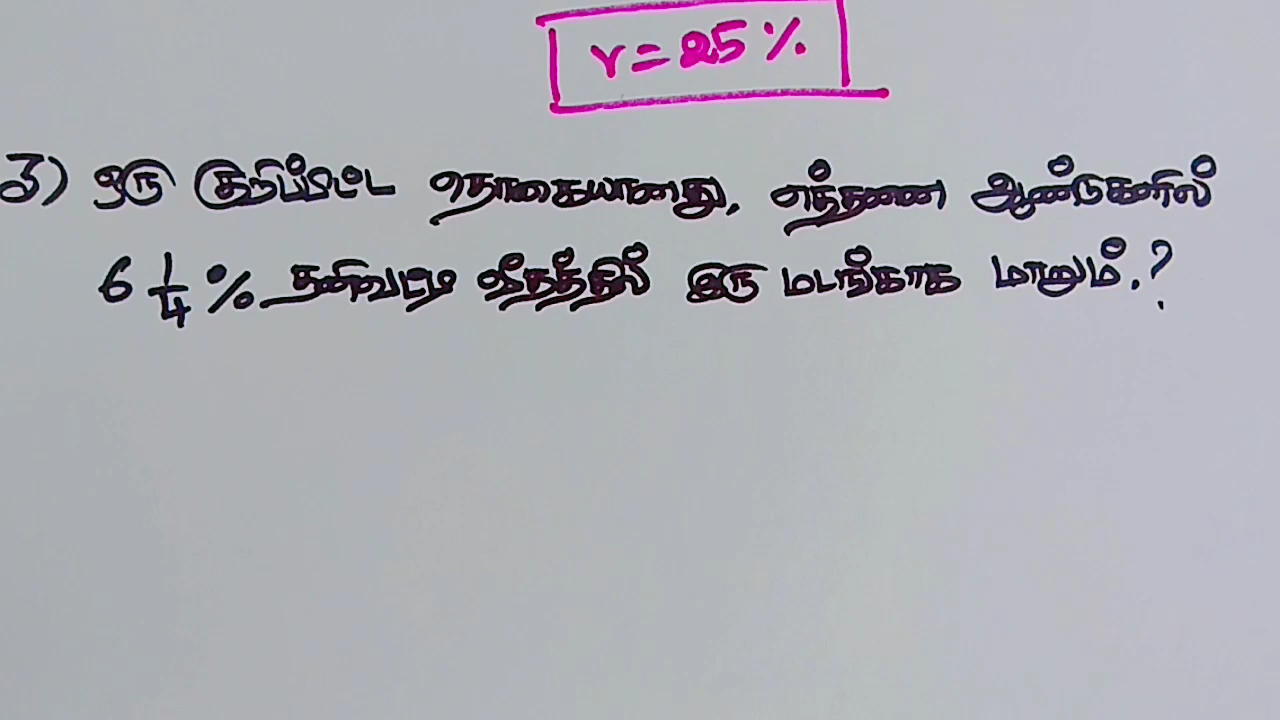 r = 25 %
3) ஒரு குறிப்பிட்ட தொகையானது, எத்தனை ஆண்டுகளில்
6 1/4 % தனிவட்டி வீதத்தில் இரு மடங்காக மாறும்.?